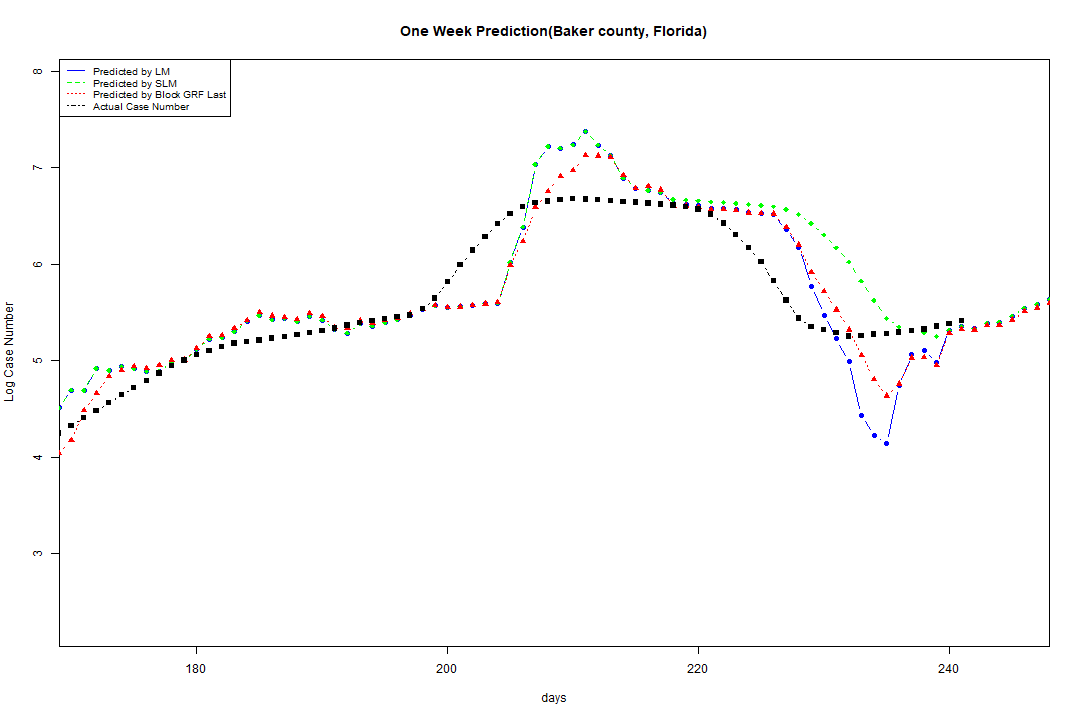 One Week Prediction(Baker county, Florida)
Predicted by LM
Predicted by SLM
Predicted by Block GRF Last
Actual Case Number
8
7
6
5
4
3
Log Case Number
180 200 220 240
days